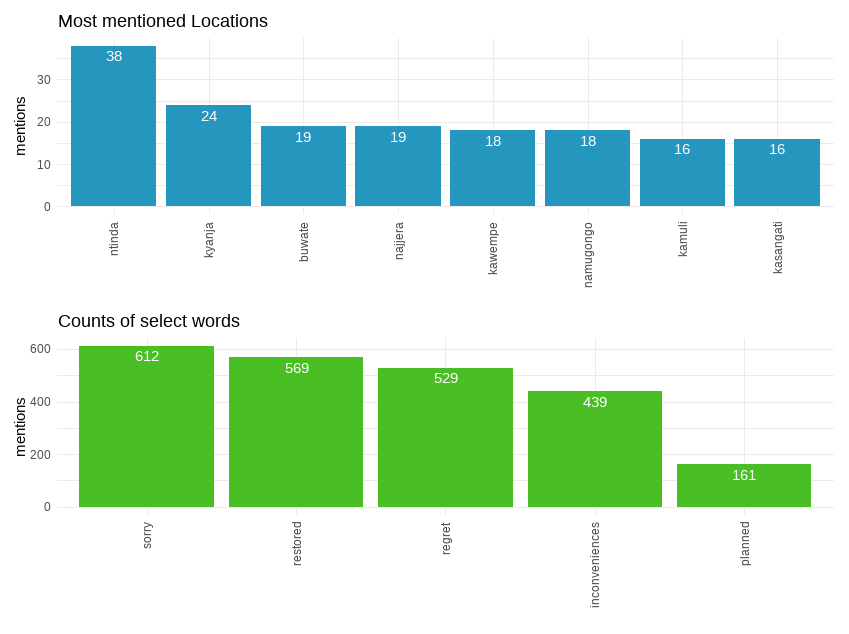 Most mentioned Locations
mentions
30
20
10
0
38
24
19
19
18
18
16
16
ntinda
kyanja
buwate
najjera
kawempe
namugongo
kamuli
kasangati
Counts of select words
mentions
600
400
200
0
612
569
529
439
161
sorry
restored
regret
inconveniences
planned